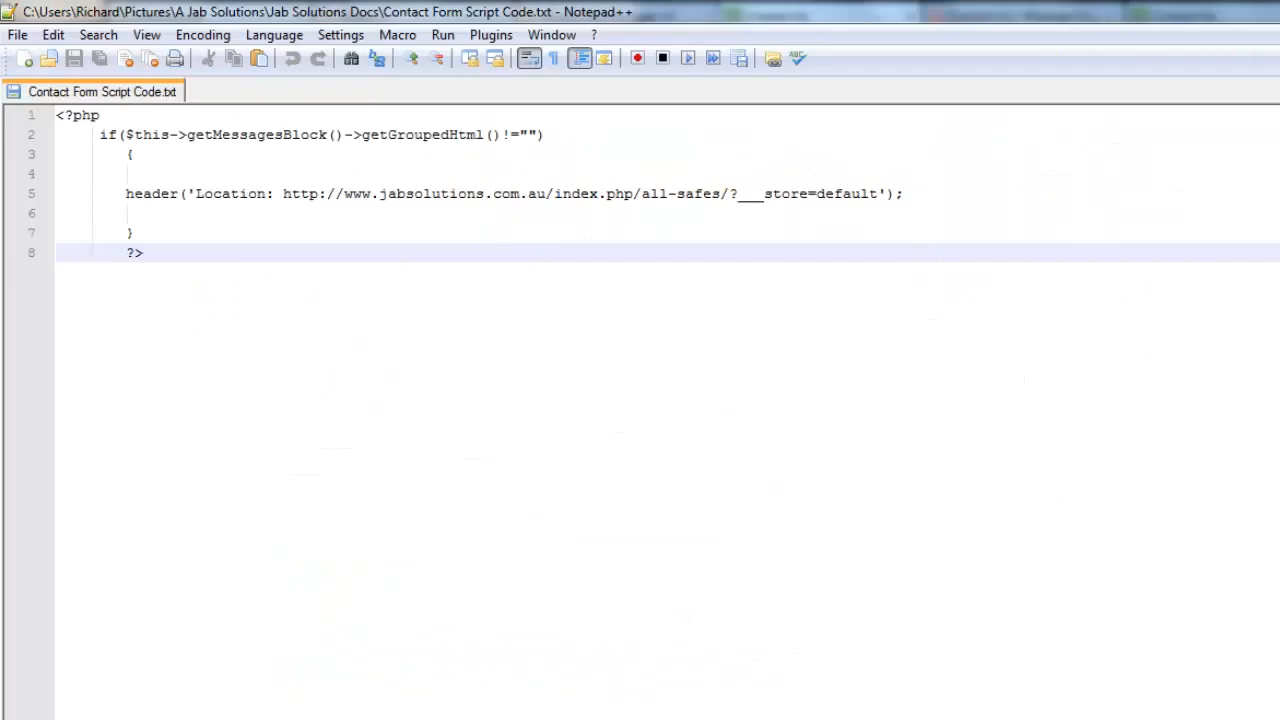 C:\Users\Richard\Pictures\A Jab Solutions\Jab Solutions Docs\Contact Form Script Code.txt - Notepad++
File Edit Search View Encoding Language Settings Macro Run Plugins Window ?
Contact Form Script Code.txt
1 <?php
2 if($this->getMessagesBlock()->getGroupedHtml()!="")
3 {
4
5 header('Location: http://www.jabsolutions.com.au/index.php/all-safes/?___store=default');
6
7 }
8 ?>